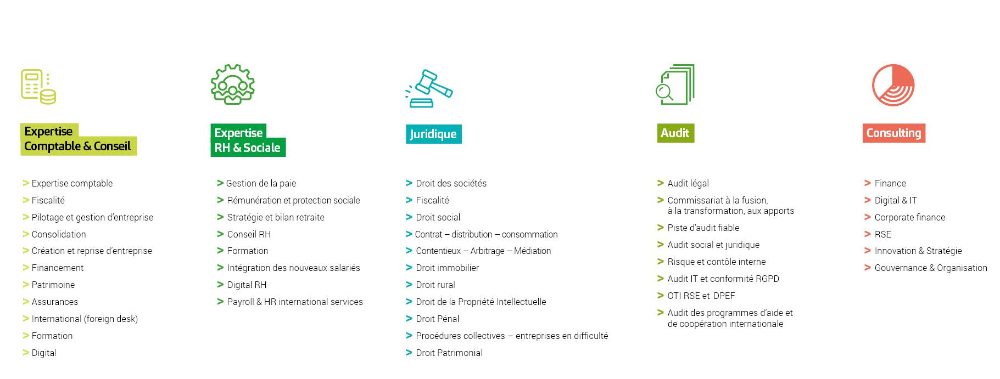 Expertise
Comptable & Conseil
> Expertise comptable
> Fiscalité
> Pilotage et gestion d'entreprise
> Consolidation
> Création et reprise d'entreprise
> Financement
> Patrimoine
> Assurances
> International (foreign desk)
> Formation
> Digital
Expertise
RH & Sociale
> Gestion de la paie
> Rémunération et protection sociale
> Stratégie et bilan retraite
> Conseil RH
> Formation
> Intégration des nouveaux salariés
> Digital RH
> Payroll & HR international services
Juridique
> Droit des sociétés
> Fiscalité
> Droit social
> Contrat – distribution – consommation
> Contentieux – Arbitrage – Médiation
> Droit immobilier
> Droit rural
> Droit de la Propriété Intellectuelle
> Droit Pénal
> Procédures collectives – entreprises en difficulté
> Droit Patrimonial
Audit
> Audit légal
> Commissariat à la fusion,
à la transformation, aux apports
> Piste d'audit fiable
> Audit social et juridique
> Risque et contôle interne
> Audit IT et conformité RGPD
> OTI RSE et DPEF
> Audit des programmes d'aide et
de coopération internationale
Consulting
> Finance
> Digital & IT
> Corporate finance
> RSE
> Innovation & Stratégie
> Gouvernance & Organisation